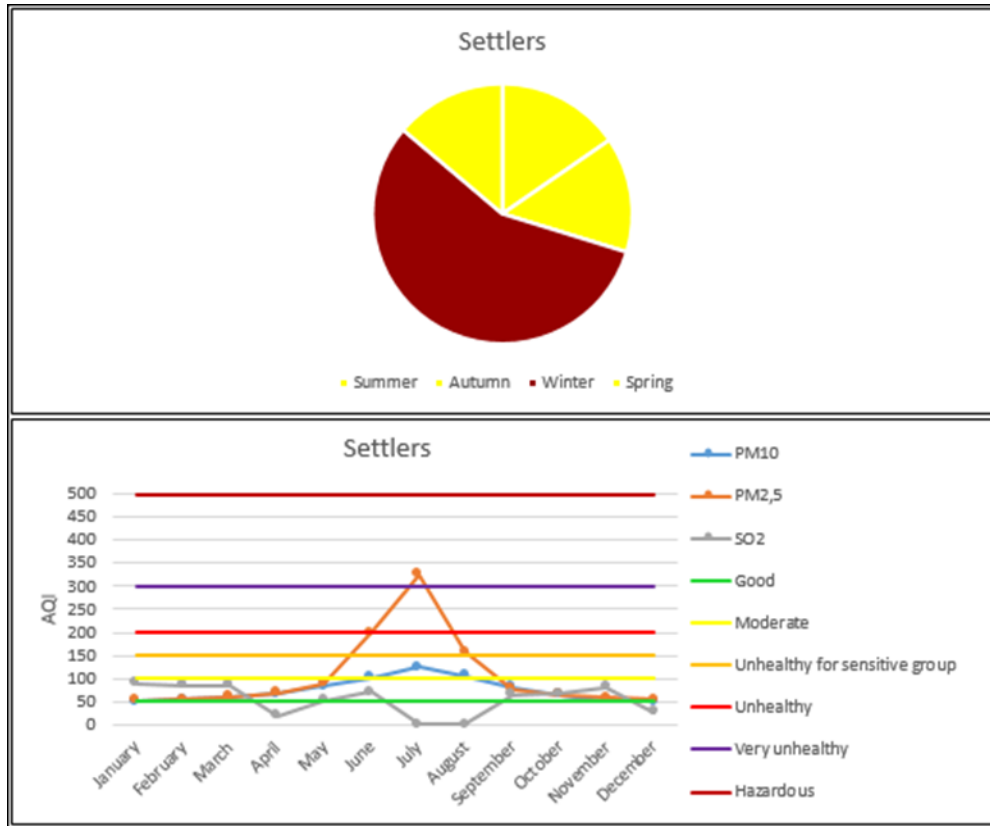 Settlers
Summer Autumn Winter Spring
Settlers
AQI
500
450
400
350
300
250
200
150
100
50
0
January February March April May June July August September October November December
PM10
PM2,5
SO2
Good
Moderate
Unhealthy for sensitive group
Unhealthy
Very unhealthy
Hazardous